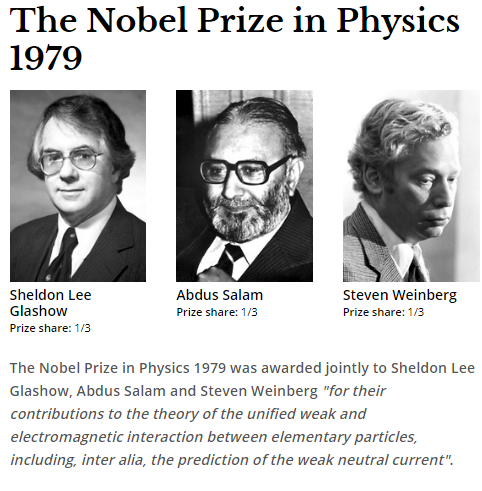 The Nobel Prize in Physics
1979
Sheldon Lee
Glashow
Prize share: 1/3
Abdus Salam
Prize share: 1/3
Steven Weinberg
Prize share: 1/3
The Nobel Prize in Physics 1979 was awarded jointly to Sheldon Lee
Glashow, Abdus Salam and Steven Weinberg "for their
contributions to the theory of the unified weak and
electromagnetic interaction between elementary particles,
including, inter alia, the prediction of the weak neutral current".